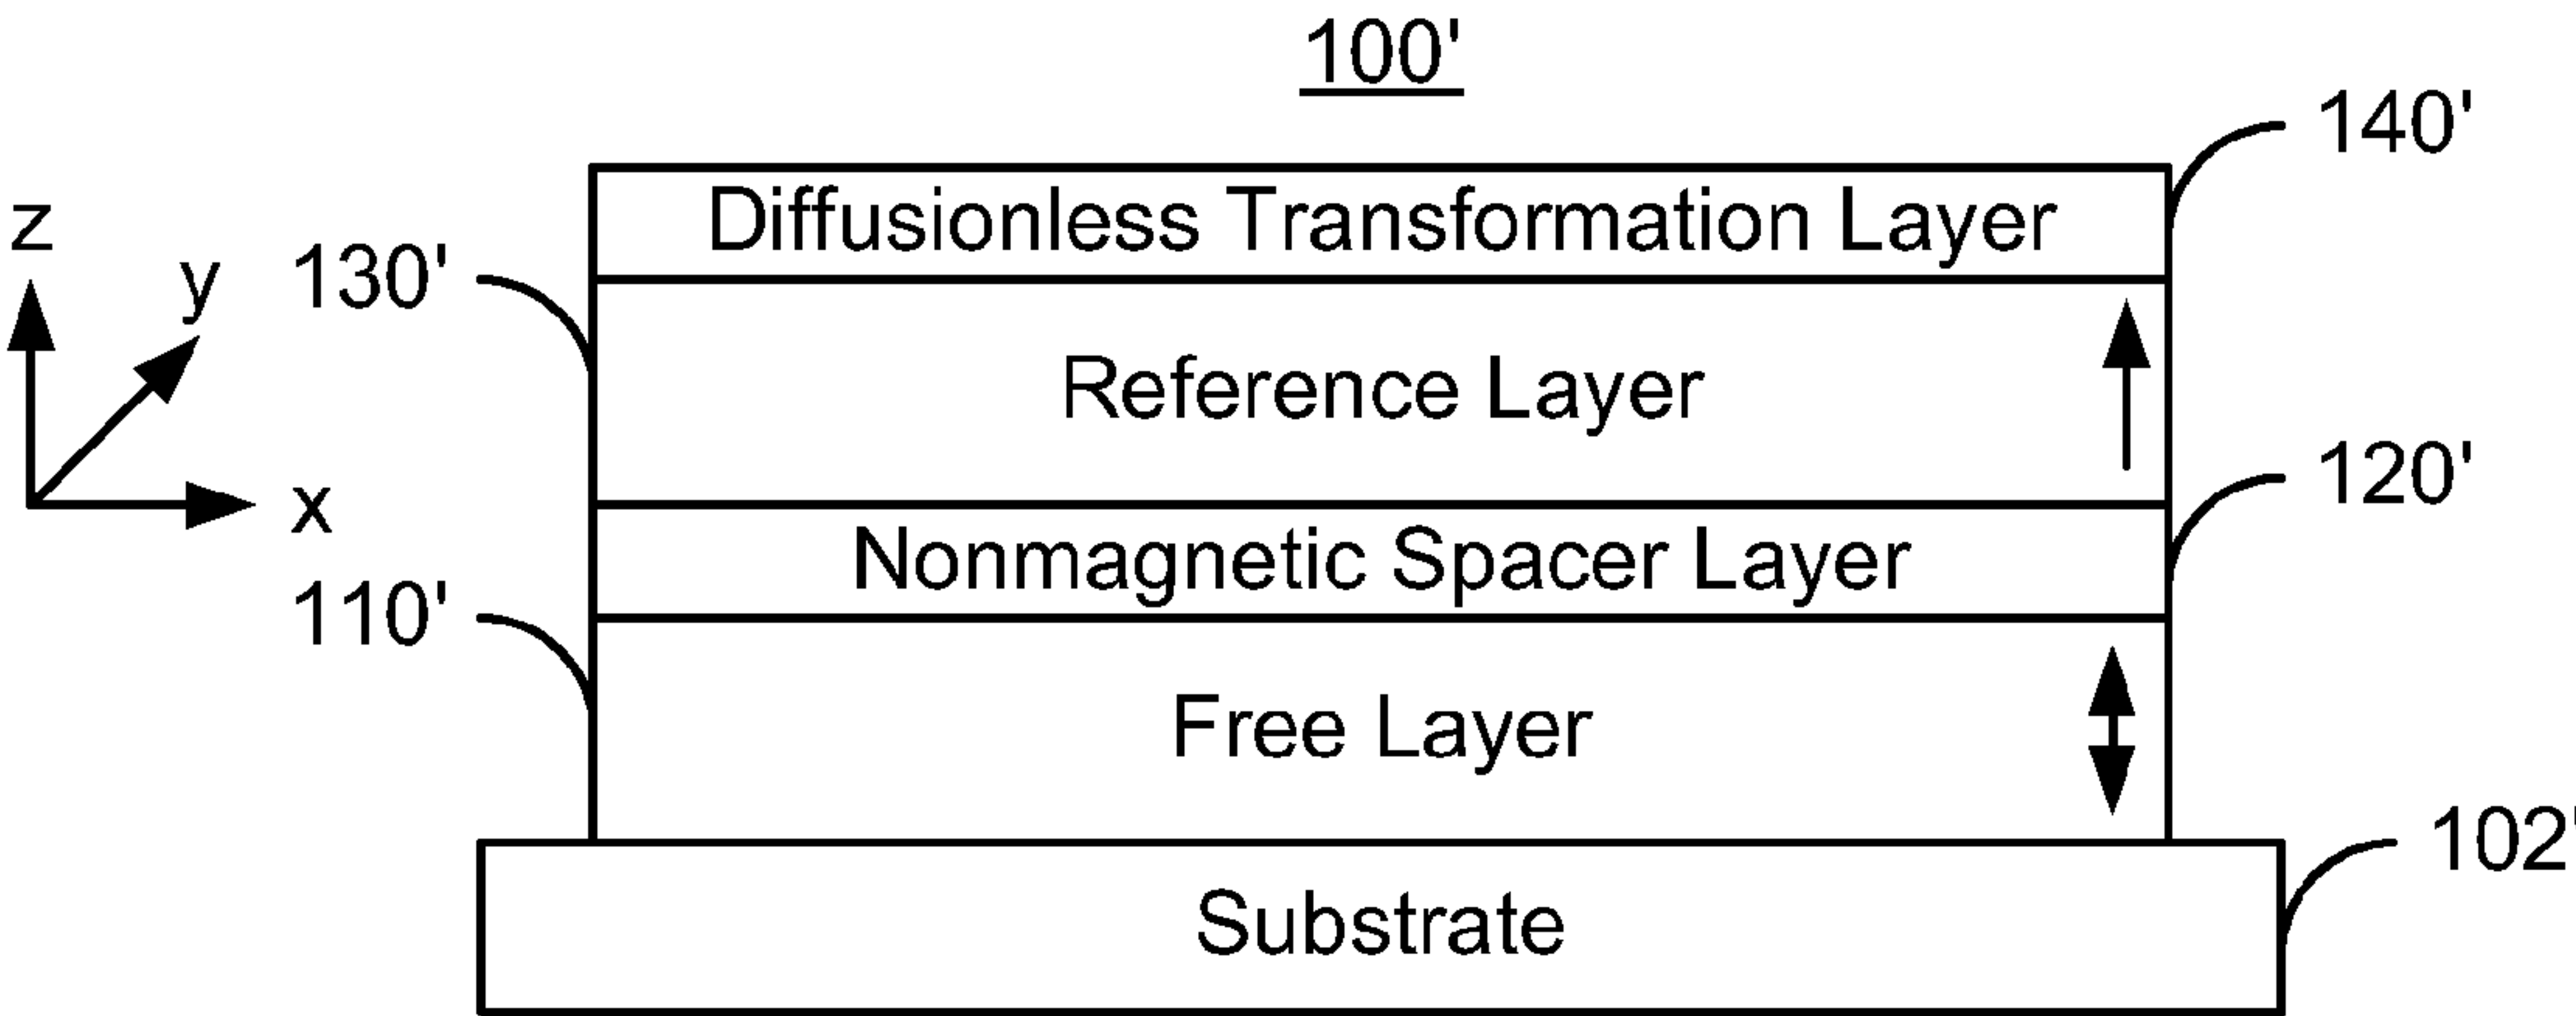 100'
140'
Diffusionless Transformation Layer
z
y
130'
Reference Layer
120'
x
Nonmagnetic Spacer Layer
110'
Free Layer
102'
Substrate